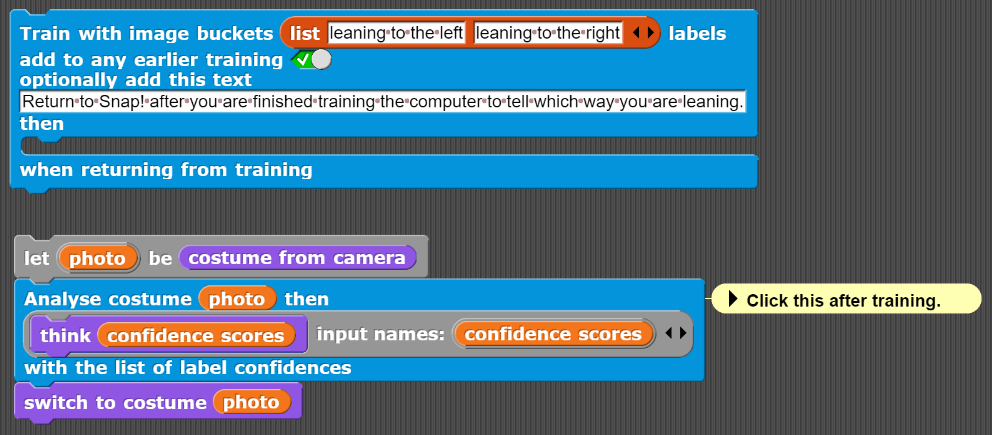 Train with image buckets list leaning to the left leaning to the right labels
add to any earlier training
optionally add this text
Return to Snap! after you are finished training the computer to tell which way you are leaning.
then
when returning from training
let photo be costume from camera
Analyse costume photo then
Click this after training.
think confidence scores input names: confidence scores
with the list of label confidences
switch to costume photo